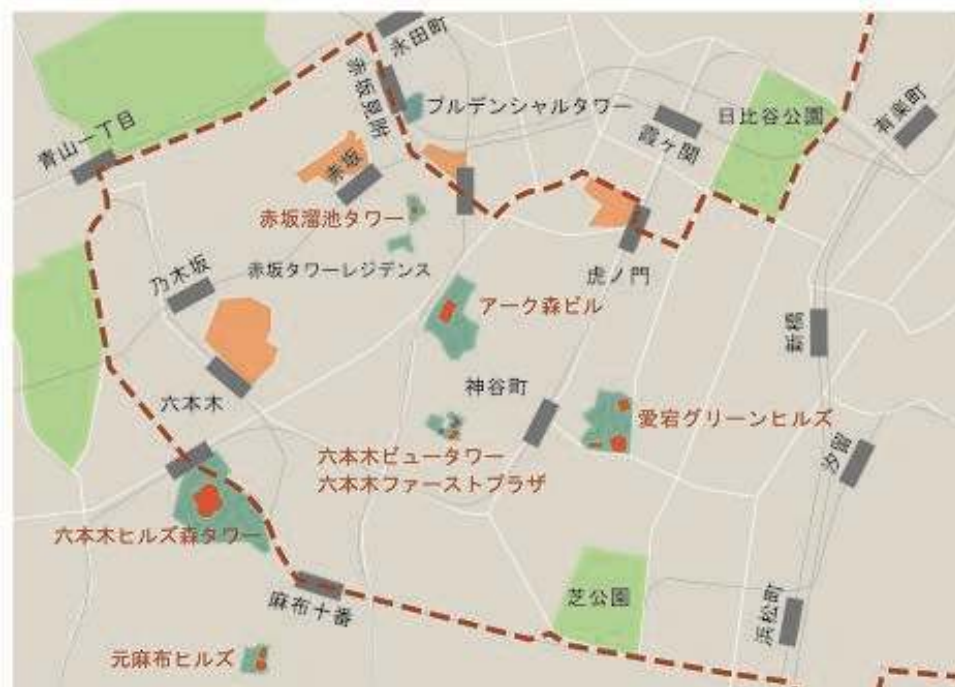 永田町
赤坂見附
プルデンシャルタワー
日比谷公園
有楽町
霞ヶ関
青山一丁目
赤坂
赤坂溜池タワー
赤坂タワーレジデンス
虎ノ門
乃木坂
アーク森ビル
新橋
神谷町
六本木
愛宕グリーンヒルズ
汐留
六本木ビュータワー
六本木ファーストプラザ
六本木ヒルズ森タワー
麻布十番
芝公園
浜松町
元麻布ヒルズ